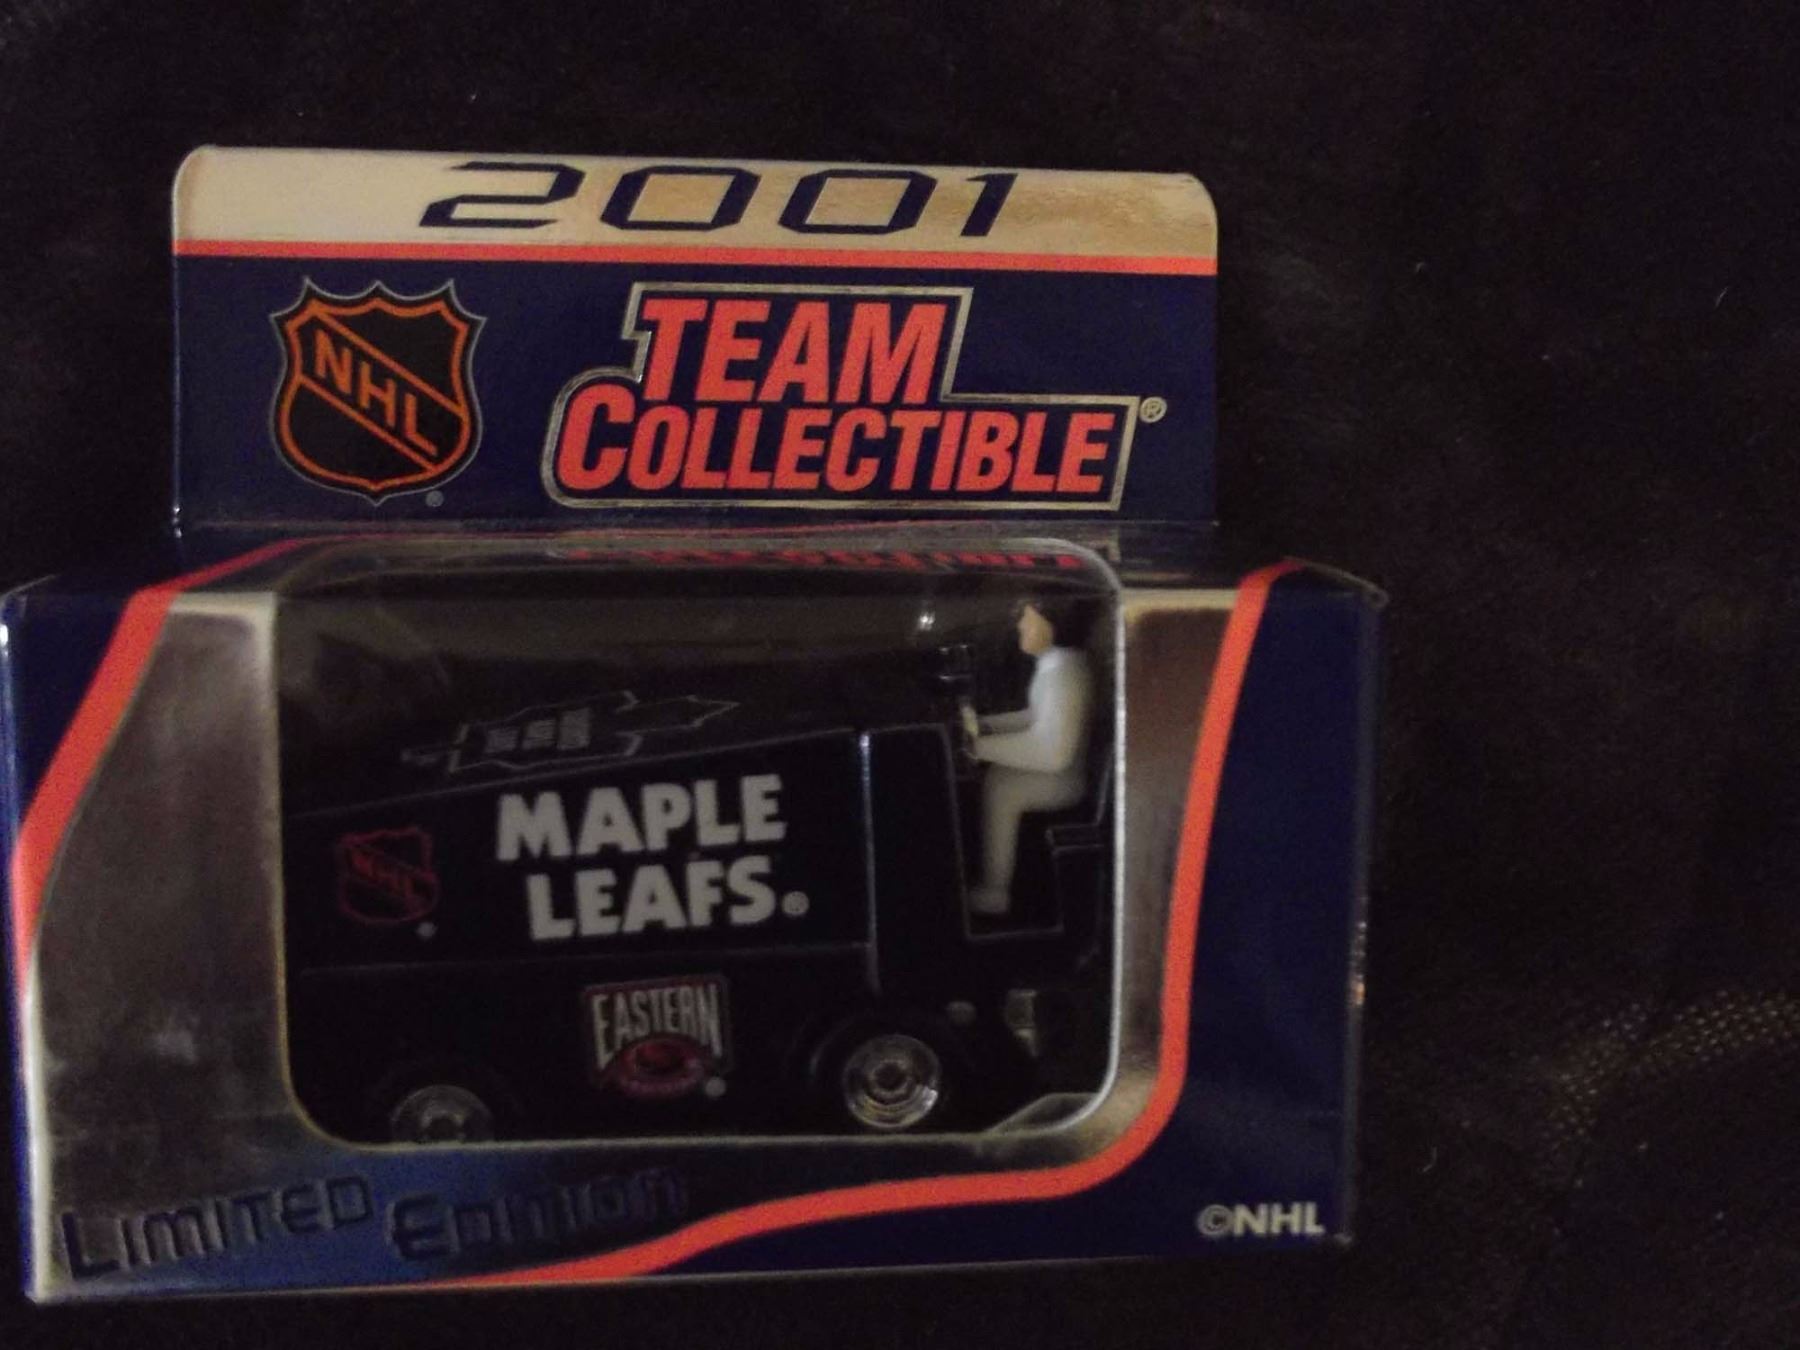 2001
NHL
®
TEAM
COLLECTIBLE®
MAPLE
LEAFS®
NHL
®
EASTERN
®
LIMITED EDITION
©NHL